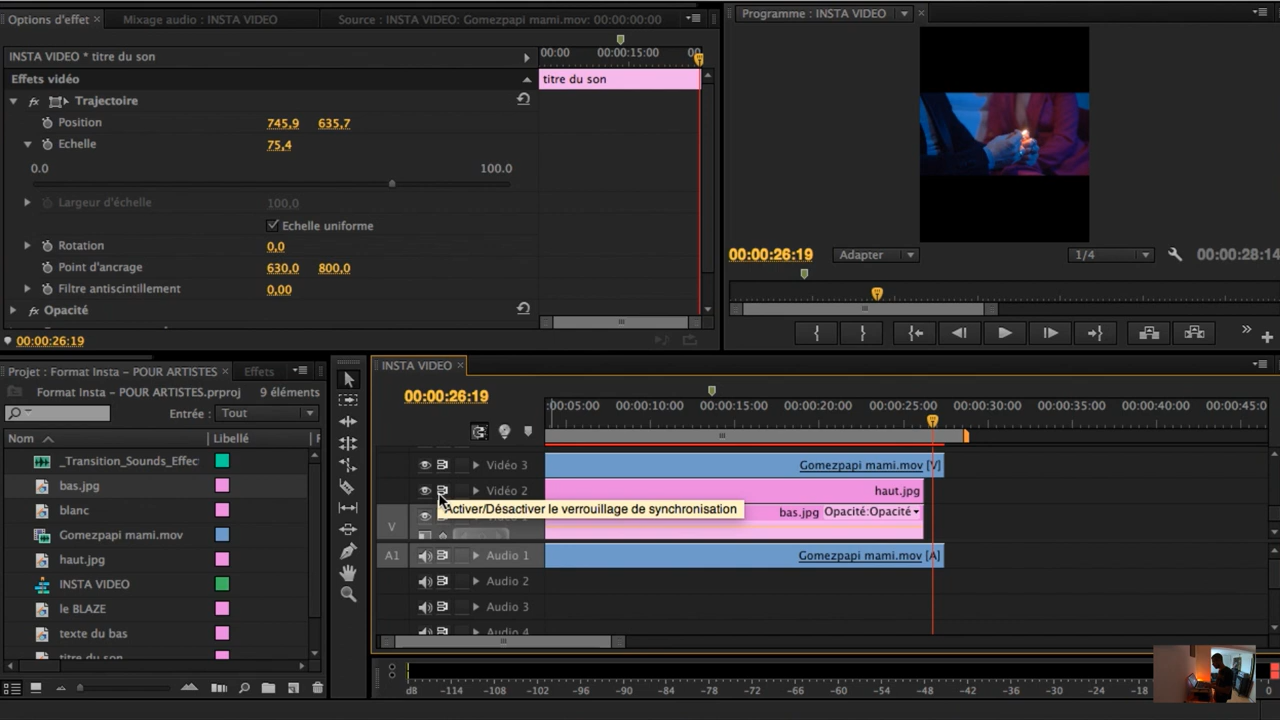 Options d'effet × Mixage audio : INSTA VIDEO Source : INSTA VIDEO: Gomezpapi mami.mov: 00:00:00:00
Programme : INSTA VIDEO ×
INSTA VIDEO * titre du son
00:00 00:00:15:00 00
Effets vidéo
titre du son
fx Trajectoire
Position 745,9 635,7
Echelle 75,4
0.0 100.0
Largeur d'échelle 100,0
Echelle uniforme
Rotation 0,0
Point d'ancrage 630,0 800,0
Filtre antiscintillement 0,00
fx Opacité
00:00:26:19
00:00:26:19 Adapter 1/4 00:00:28:14
Projet : Format Insta – POUR ARTISTES × Effets
Format Insta – POUR ARTISTES.prproj 9 éléments
Entrée : Tout
Nom Libellé
_Transition_Sounds_Effec
bas.jpg
blanc
Gomezpapi mami.mov
haut.jpg
INSTA VIDEO
le BLAZE
texte du bas
titre du son
INSTA VIDEO ×
00:00:26:19
:00:05:00 00:00:10:00 00:00:15:00 00:00:20:00 00:00:25:00 00:00:30:00 00:00:35:00 00:00:40:00 00:00:45:0
Vidéo 3 Gomezpapi mami.mov [V]
Vidéo 2 haut.jpg
Activer/Désactiver le verrouillage de synchronisation
V bas.jpg Opacité:Opacité
A1 Audio 1 Gomezpapi mami.mov [A]
Audio 2
Audio 3
Audio 4
dB -114 -108 -102 -96 -90 -84 -78 -72 -66 -60 -54 -48 -42 -36 -30 -24 -18 0